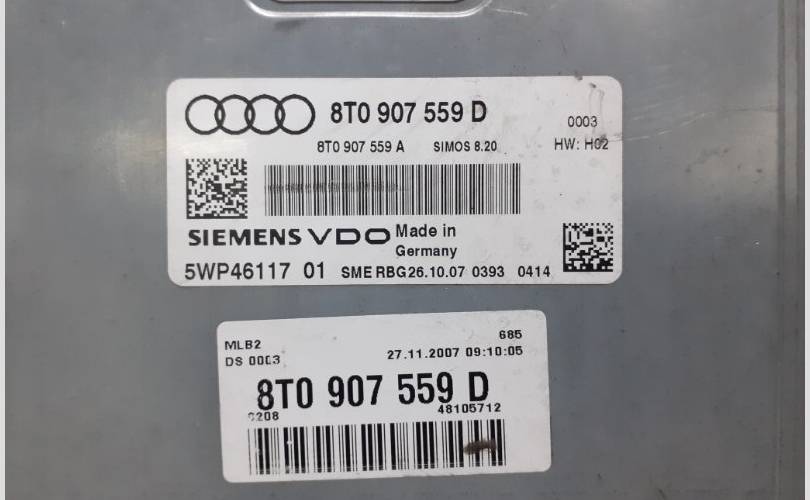 8T0 907 559 D
0003
8T0 907 559 A SIMOS 8.20 HW: H02
SIEMENS VDO Made in
Germany
5WP46117 01 SME RBG26.10.07 0393 0414
MLB2 685
DS 0003 27.11.2007 09:10:05
8T0 907 559 D
0208 48105712